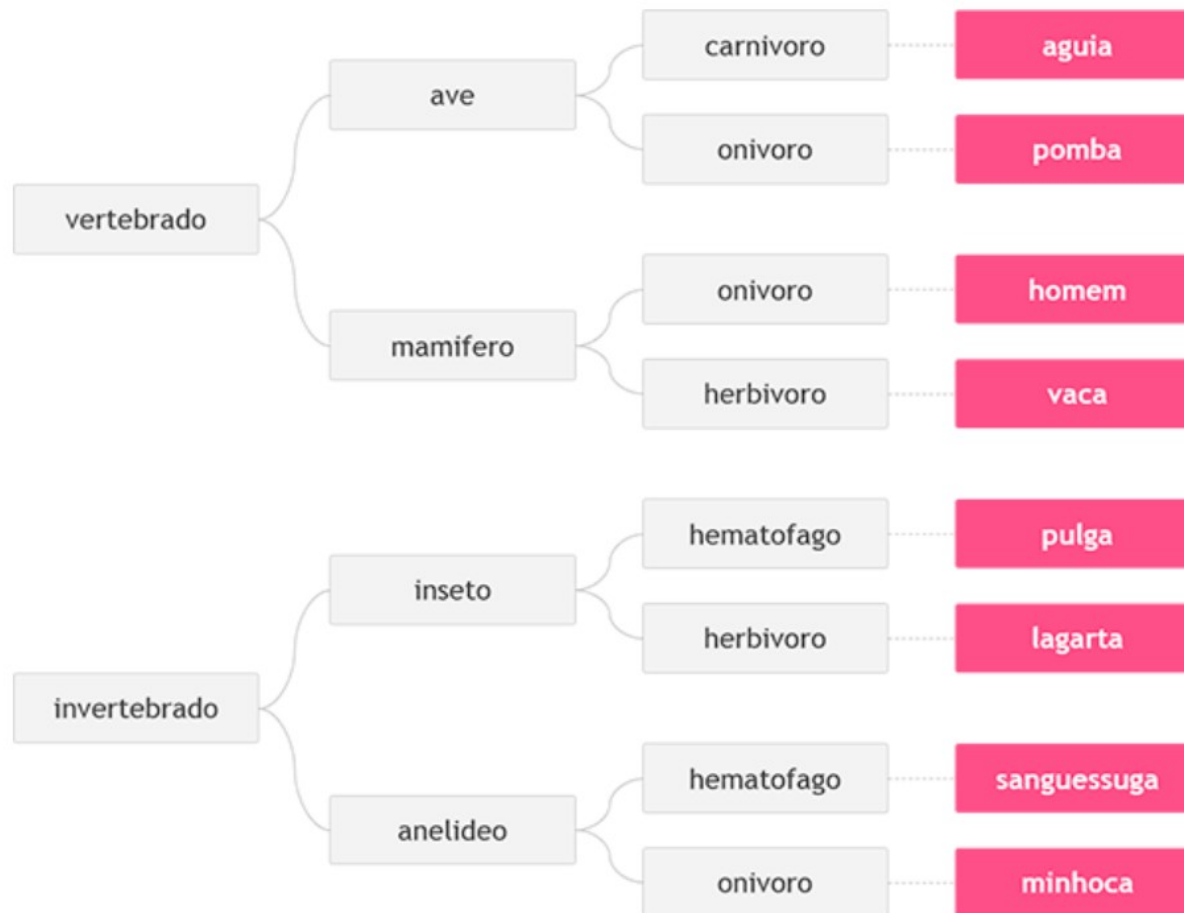 carnivoro
aguia
ave
onivoro
pomba
vertebrado
onivoro
homem
mamifero
herbivoro
vaca
hematofago
pulga
inseto
herbivoro
lagarta
invertebrado
hematofago
sanguessuga
anelideo
onivoro
minhoca